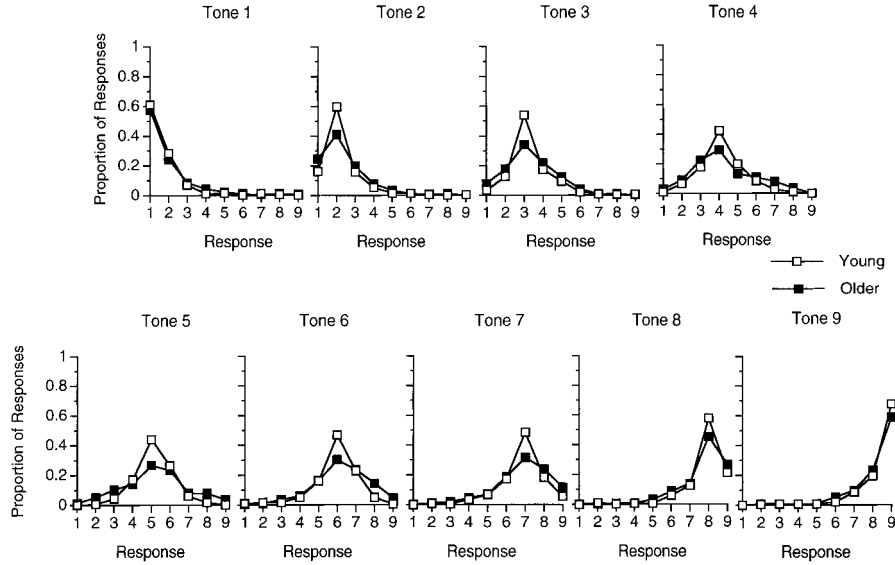 Tone 1 Tone 2 Tone 3 Tone 4
Proportion of Responses
1
0.8
0.6
0.4
0.2
0
1 2 3 4 5 6 7 8 9 1 2 3 4 5 6 7 8 9 1 2 3 4 5 6 7 8 9 1 2 3 4 5 6 7 8 9
Response Response Response Response
Young
Older
Tone 5 Tone 6 Tone 7 Tone 8 Tone 9
Proportion of Responses
1
0.8
0.6
0.4
0.2
0
1 2 3 4 5 6 7 8 9 1 2 3 4 5 6 7 8 9 1 2 3 4 5 6 7 8 9 1 2 3 4 5 6 7 8 9 1 2 3 4 5 6 7 8 9
Response Response Response Response Response